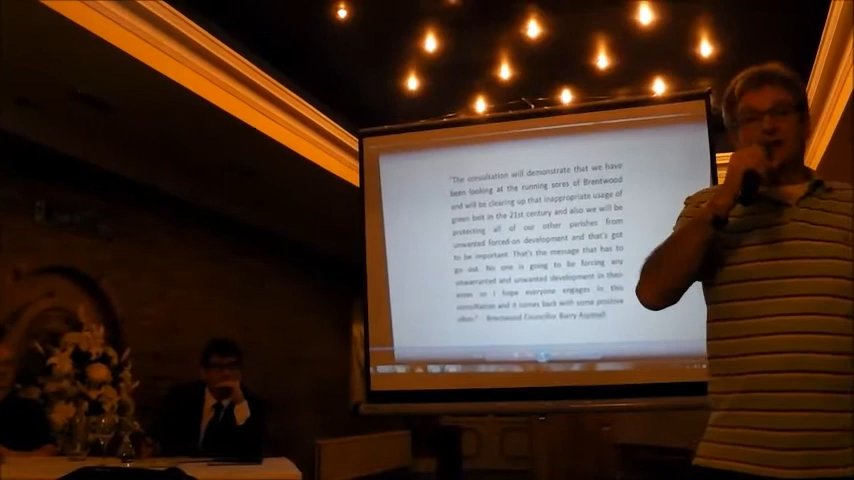 "The consultation will demonstrate that we have
been looking at the running sores of Brentwood
and will be clearing up that inappropriate usage of
green belt in the 21st century and also we will be
protecting all of our other parishes from
unwanted forced-on development and that's got
to be important. That's the message that has to
go out. No one is going to be forcing any
unwarranted and unwanted development in their
area so I hope everyone engages in this
consultation and it comes back with some positive
vibes." - Brentwood Councillor Barry Aspinell